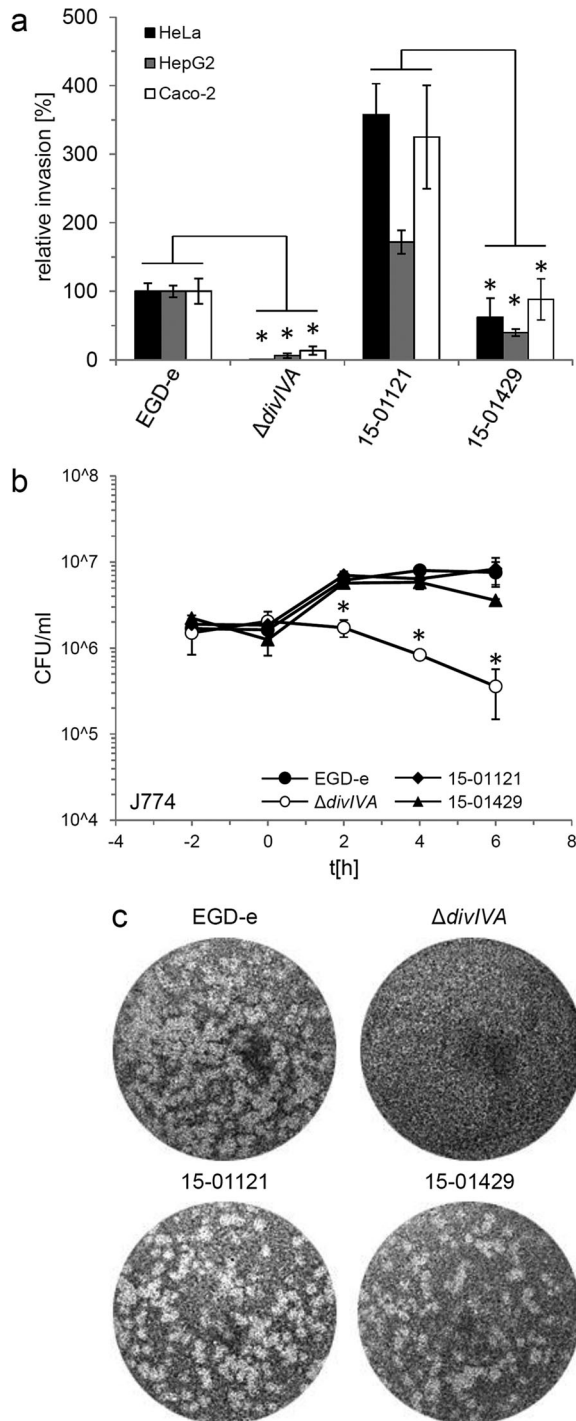 a
500
400
300
200
100
0
relative invasion [%]
HeLa
HepG2
Caco-2
* * *
* * *
EGD-e
ΔdivIVA
15-01121
15-01429
b
10^8
10^7
10^6
10^5
10^4
CFU/ml
*
*
*
EGD-e
15-01121
ΔdivIVA
15-01429
J774
-4 -2 0 2 4 6 8
t[h]
c
EGD-e ΔdivIVA
15-01121 15-01429